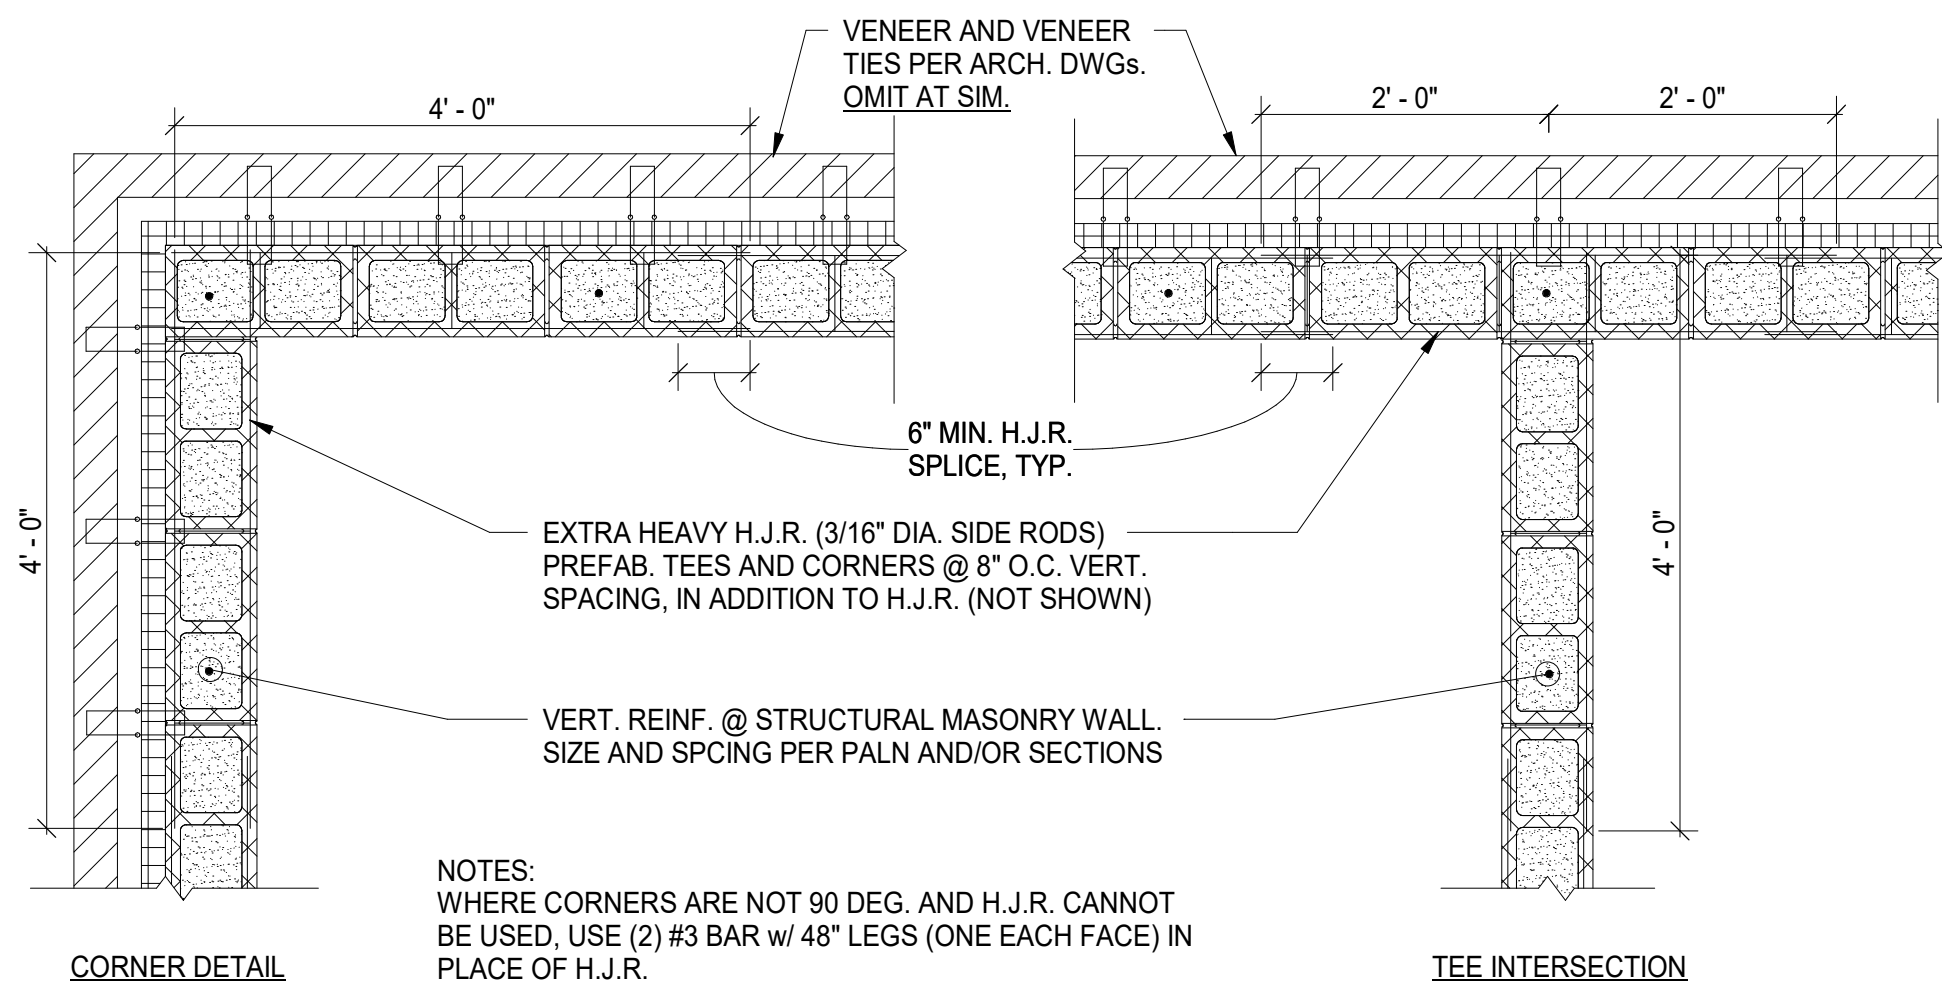 VENEER AND VENEER
TIES PER ARCH. DWGs.
OMIT AT SIM.
4' - 0"
2' - 0"
2' - 0"
6" MIN. H.J.R.
SPLICE, TYP.
4' - 0"
4' - 0"
EXTRA HEAVY H.J.R. (3/16" DIA. SIDE RODS)
PREFAB. TEES AND CORNERS @ 8" O.C. VERT.
SPACING, IN ADDITION TO H.J.R. (NOT SHOWN)
VERT. REINF. @ STRUCTURAL MASONRY WALL.
SIZE AND SPCING PER PALN AND/OR SECTIONS
NOTES:
WHERE CORNERS ARE NOT 90 DEG. AND H.J.R. CANNOT
BE USED, USE (2) #3 BAR w/ 48" LEGS (ONE EACH FACE) IN
PLACE OF H.J.R.
CORNER DETAIL
TEE INTERSECTION